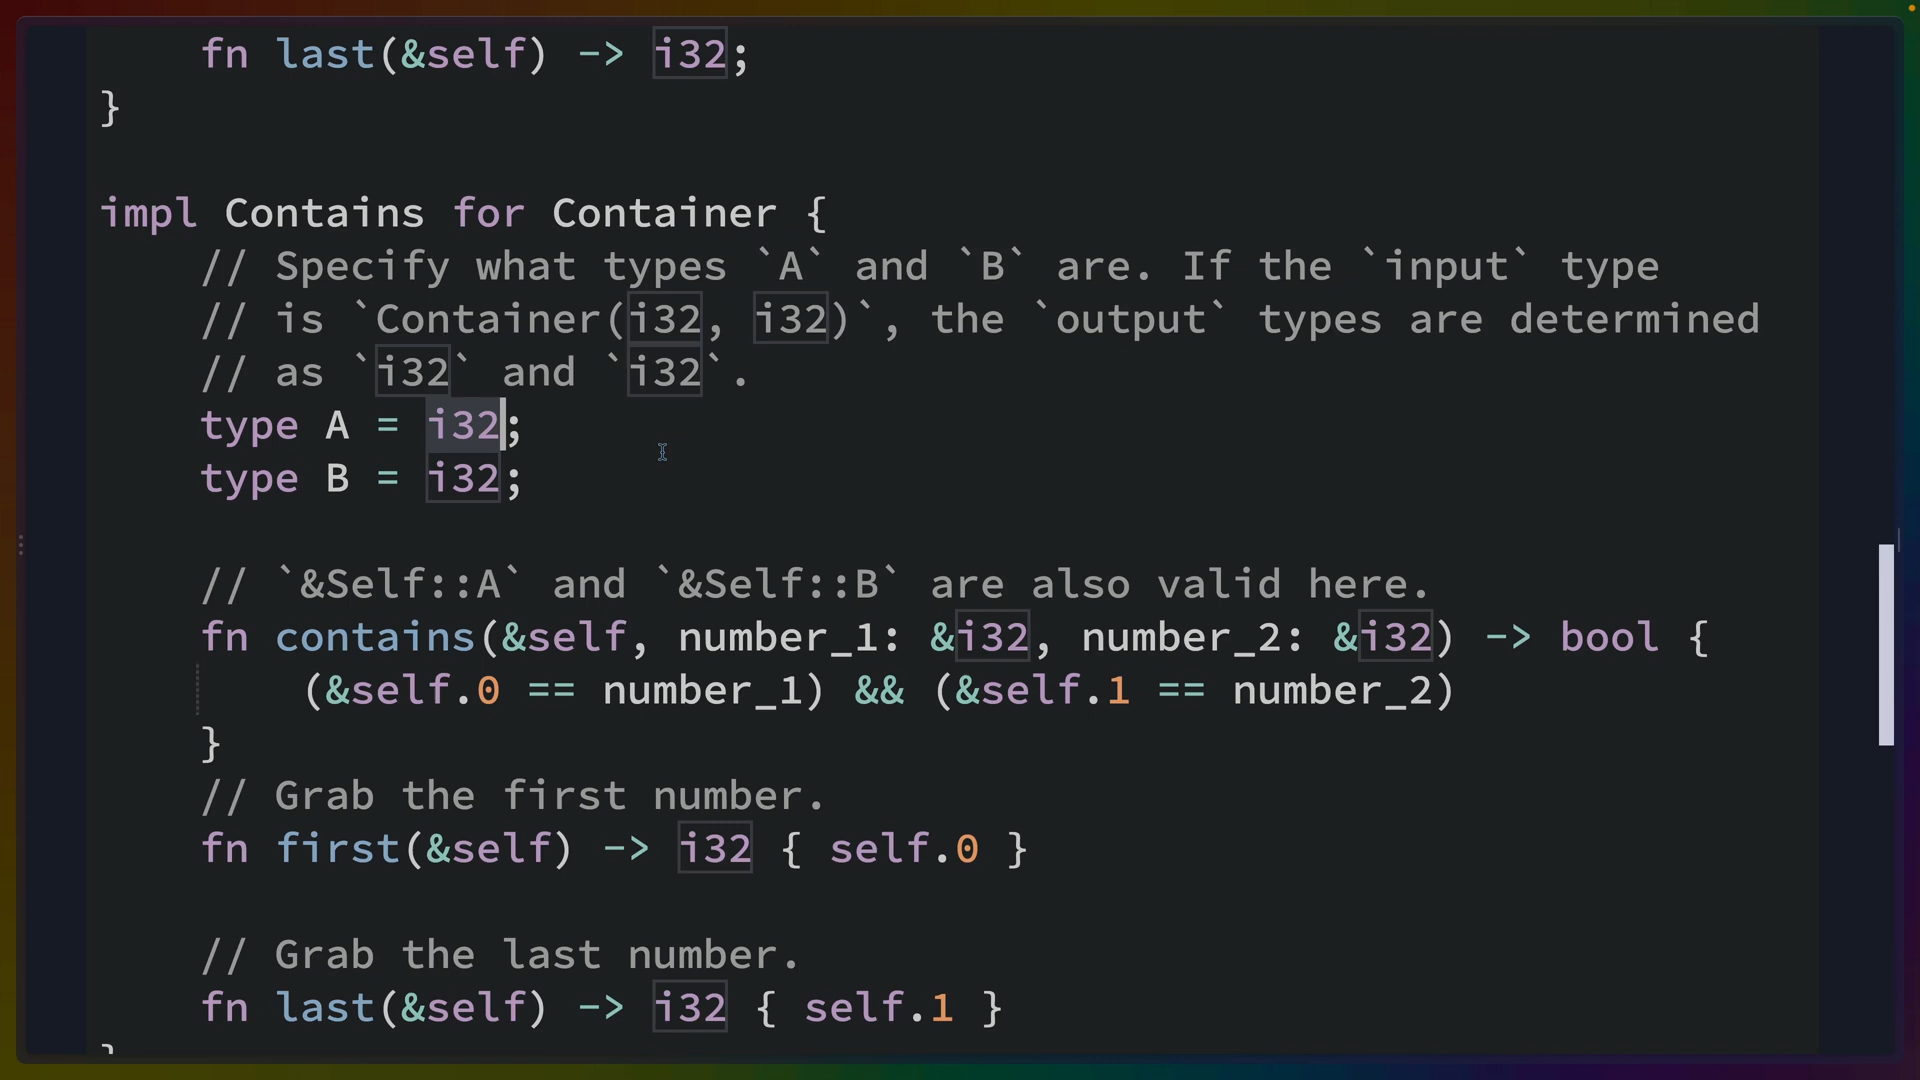 fn last(&self) -> i32;
}
impl Contains for Container {
// Specify what types `A` and `B` are. If the `input` type
// is `Container(i32, i32)`, the `output` types are determined
// as `i32` and `i32`.
type A = i32;
type B = i32;
// `&Self::A` and `&Self::B` are also valid here.
fn contains(&self, number_1: &i32, number_2: &i32) -> bool {
(&self.0 == number_1) && (&self.1 == number_2)
}
// Grab the first number.
fn first(&self) -> i32 { self.0 }
// Grab the last number.
fn last(&self) -> i32 { self.1 }
}